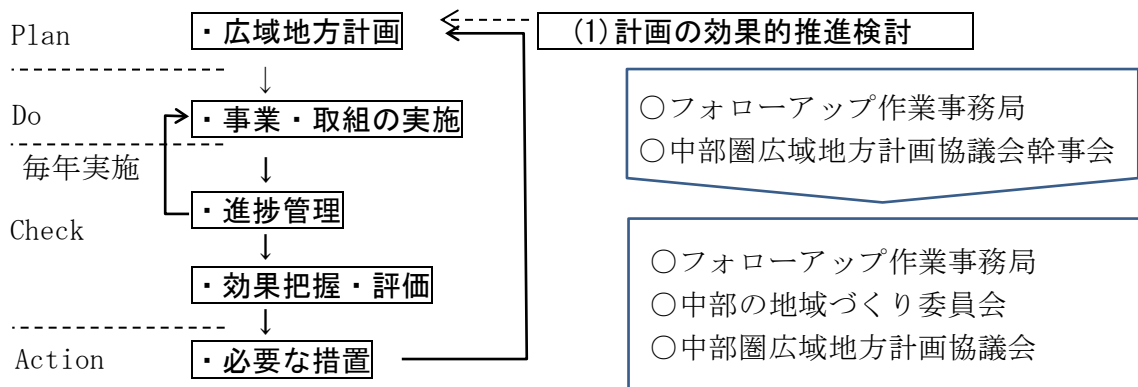 Plan
・広域地方計画
(1)計画の効果的推進検討
↓
Do
・事業・取組の実施
毎年実施
↓
Check
・進捗管理
↓
・効果把握・評価
↓
Action
・必要な措置
○フォローアップ作業事務局
○中部圏広域地方計画協議会幹事会
○フォローアップ作業事務局
○中部の地域づくり委員会
○中部圏広域地方計画協議会